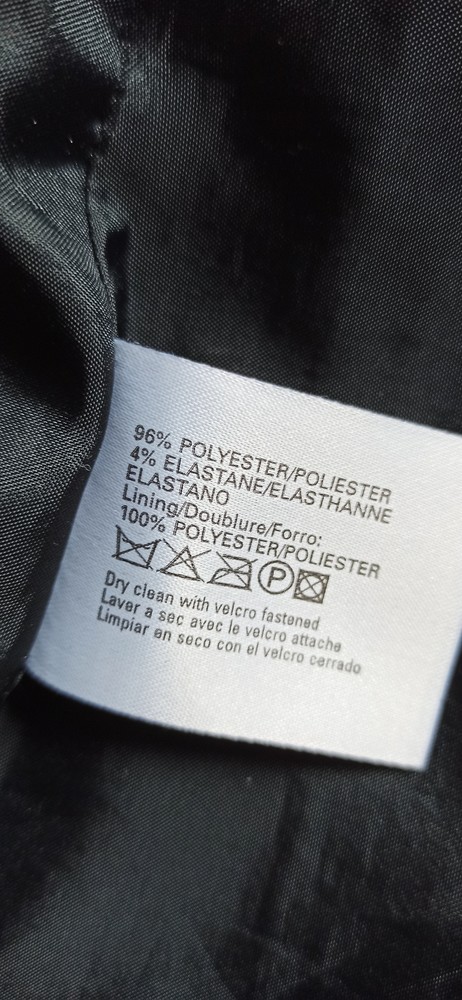 96% POLYESTER/POLIESTER
4% ELASTANE/ELASTHANNE
ELASTANO
Lining/Doublure/Forro:
100% POLYESTER/POLIESTER
P
Dry clean with velcro fastened
Laver a sec avec le velcro attache
Limpiar en seco con el velcro cerrado